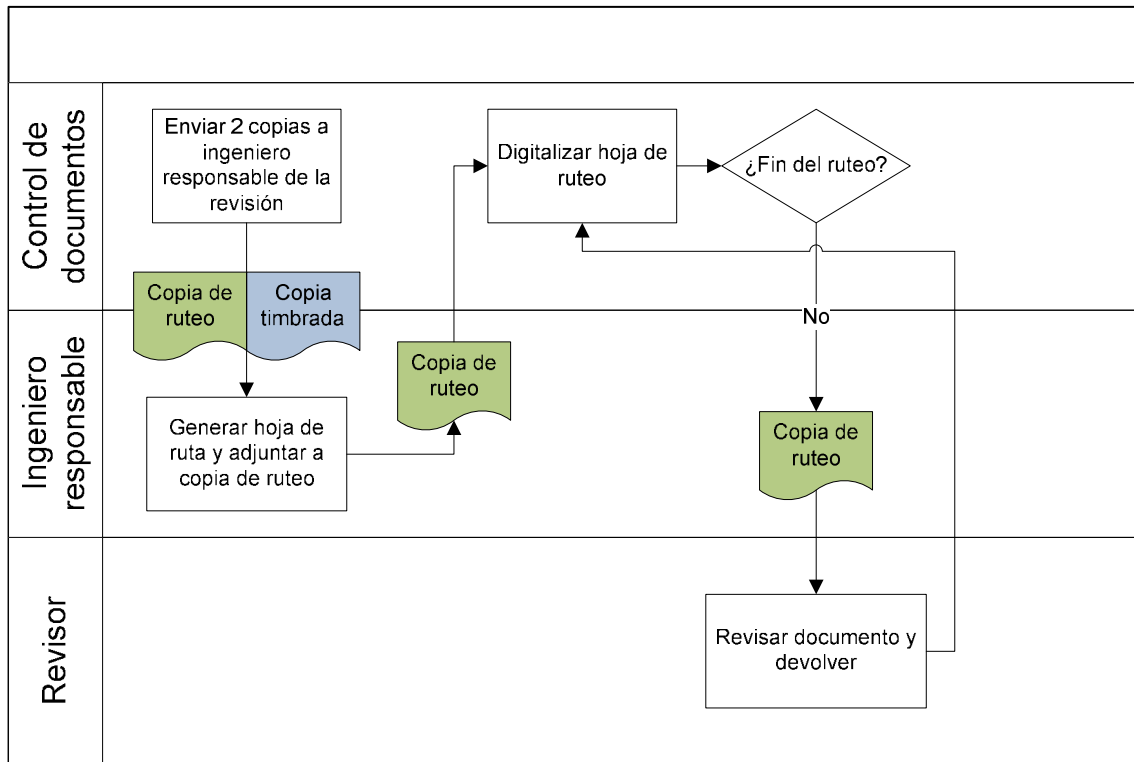 Control de
documentos
Enviar 2 copias a
ingeniero
responsable de la
revisión
Digitalizar hoja de
ruteo
¿Fin del ruteo?
Copia de
ruteo
Copia
timbrada
Ingeniero
responsable
Generar hoja de
ruta y adjuntar a
copia de ruteo
Copia de
ruteo
No
Copia de
ruteo
Revisor
Revisar documento y
devolver